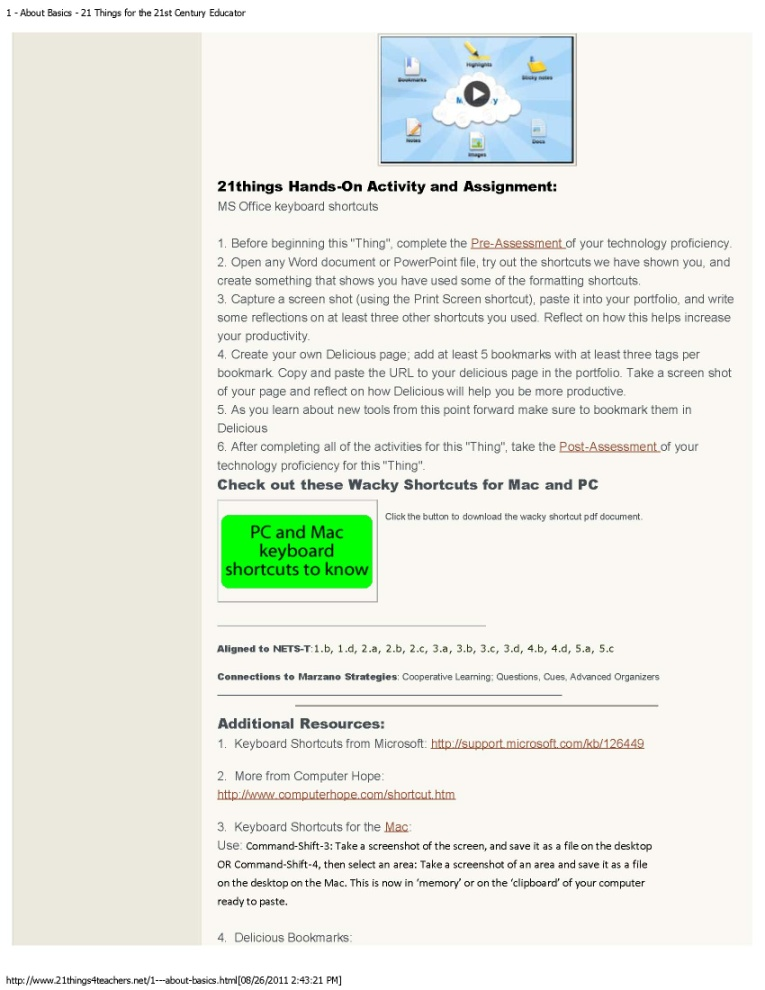 1 - About Basics - 21 Things for the 21st Century Educator
Highlights
Bookmarks
Sticky notes
Notes
Images
Docs
21things Hands-On Activity and Assignment:
MS Office keyboard shortcuts
1. Before beginning this "Thing", complete the Pre-Assessment of your technology proficiency.
2. Open any Word document or PowerPoint file, try out the shortcuts we have shown you, and
create something that shows you have used some of the formatting shortcuts.
3. Capture a screen shot (using the Print Screen shortcut), paste it into your portfolio, and write
some reflections on at least three other shortcuts you used. Reflect on how this helps increase
your productivity.
4. Create your own Delicious page; add at least 5 bookmarks with at least three tags per
bookmark. Copy and paste the URL to your delicious page in the portfolio. Take a screen shot
of your page and reflect on how Delicious will help you be more productive.
5. As you learn about new tools from this point forward make sure to bookmark them in
Delicious
6. After completing all of the activities for this "Thing", take the Post-Assessment of your
technology proficiency for this "Thing".
Check out these Wacky Shortcuts for Mac and PC
PC and Mac
keyboard
shortcuts to know
Click the button to download the wacky shortcut pdf document.
Aligned to NETS-T:1.b, 1.d, 2.a, 2.b, 2.c, 3.a, 3.b, 3.c, 3.d, 4.b, 4.d, 5.a, 5.c
Connections to Marzano Strategies: Cooperative Learning; Questions, Cues, Advanced Organizers
Additional Resources:
1. Keyboard Shortcuts from Microsoft: http://support.microsoft.com/kb/126449
2. More from Computer Hope:
http://www.computerhope.com/shortcut.htm
3. Keyboard Shortcuts for the Mac:
Use: Command-Shift-3: Take a screenshot of the screen, and save it as a file on the desktop
OR Command-Shift-4, then select an area: Take a screenshot of an area and save it as a file
on the desktop on the Mac. This is now in 'memory' or on the 'clipboard' of your computer
ready to paste.
4. Delicious Bookmarks:
http://www.21things4teachers.net/1---about-basics.html[08/26/2011 2:43:21 PM]